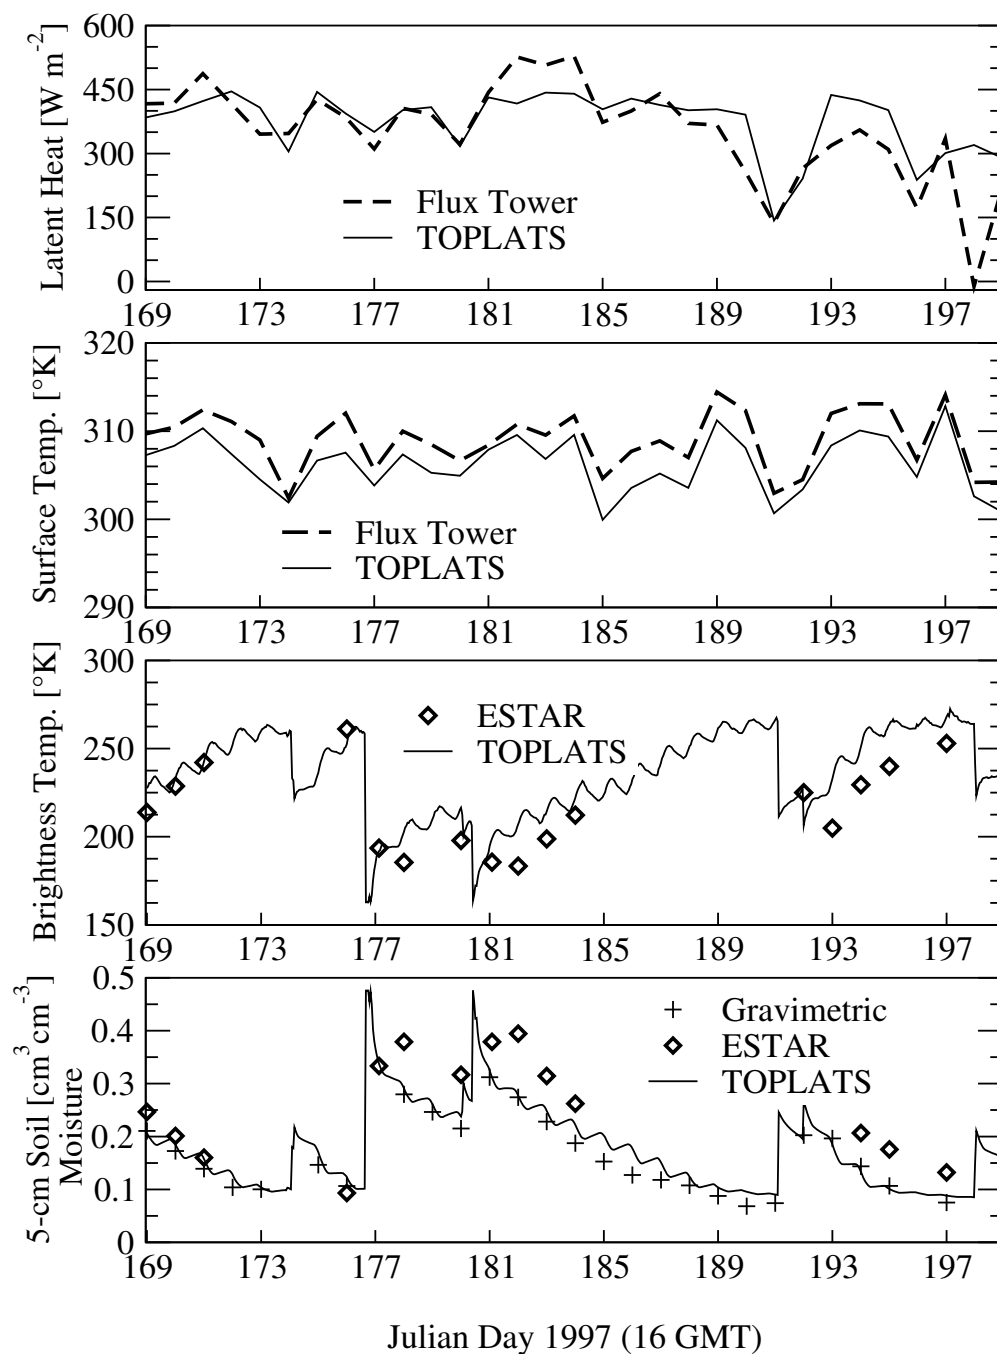 Latent Heat [W m-2]
600
450
300
150
0
Flux Tower
TOPLATS
169 173 177 181 185 189 193 197
Surface Temp. [°K]
320
310
300
290
Flux Tower
TOPLATS
169 173 177 181 185 189 193 197
Brightness Temp. [°K]
300
250
200
150
ESTAR
TOPLATS
169 173 177 181 185 189 193 197
5-cm Soil [cm3 cm-3]
Moisture
0.5
0.4
0.3
0.2
0.1
0
Gravimetric
ESTAR
TOPLATS
169 173 177 181 185 189 193 197
Julian Day 1997 (16 GMT)